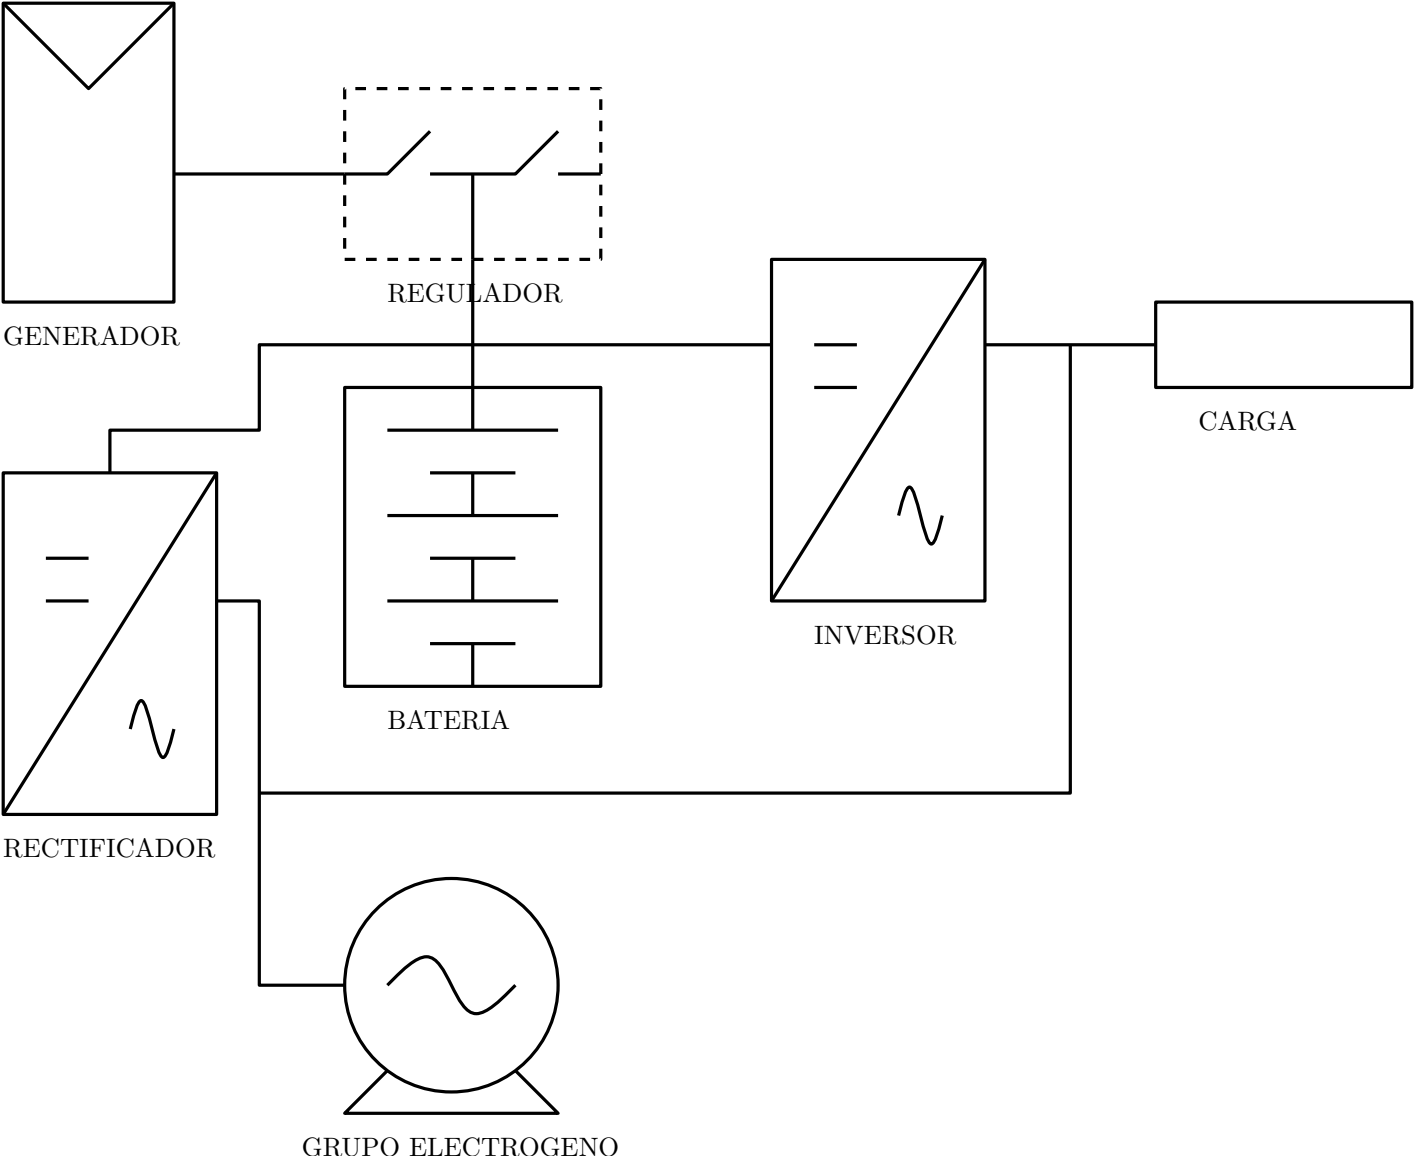 REGULADOR
GENERADOR
CARGA
INVERSOR
BATERIA
RECTIFICADOR
GRUPO ELECTROGENO